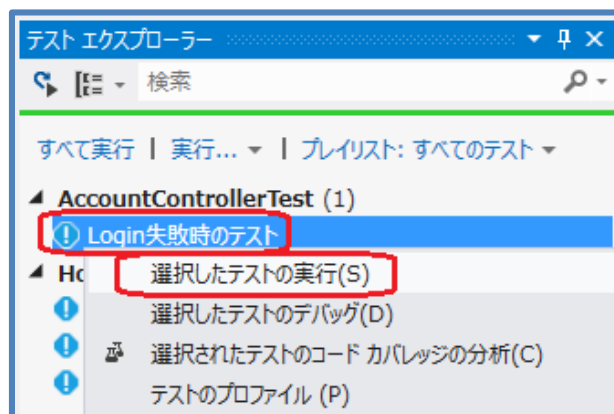 テスト エクスプローラー
検索
すべて実行 | 実行... | プレイリスト: すべてのテスト
AccountControllerTest (1)
Login失敗時のテスト
Ho
選択したテストの実行(S)
選択したテストのデバッグ(D)
選択されたテストのコード カバレッジの分析(C)
テストのプロファイル (P)